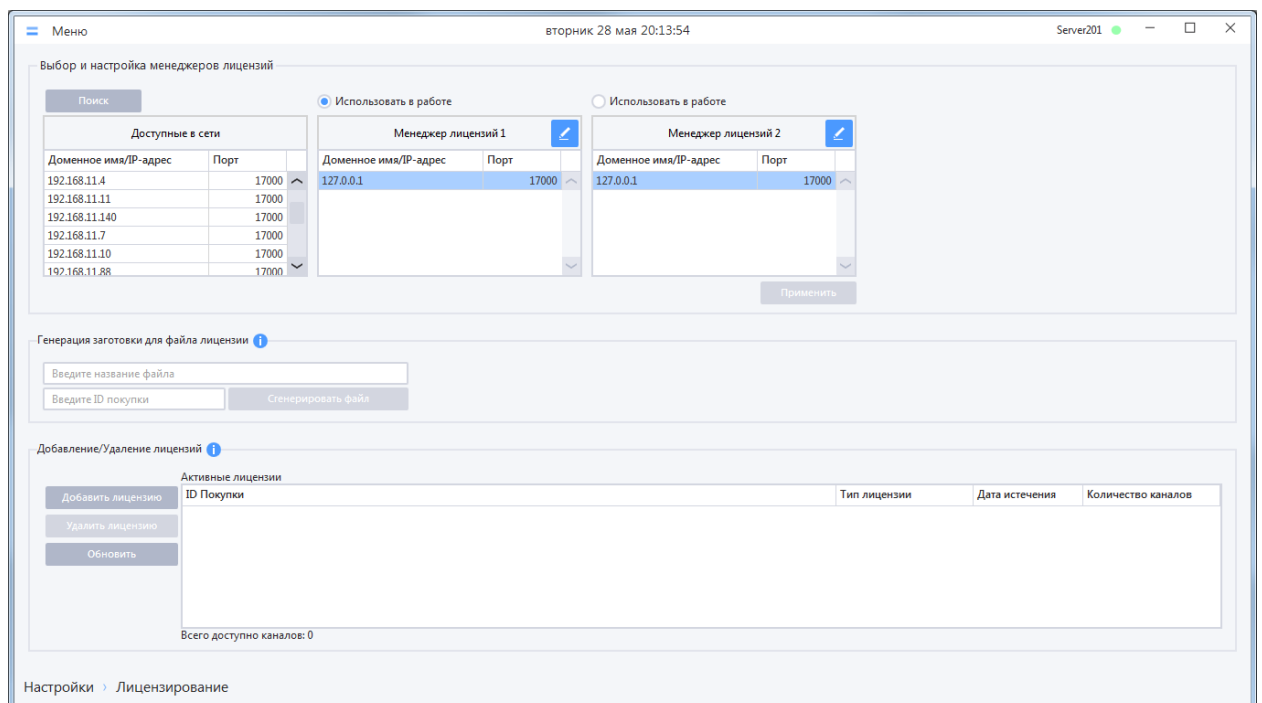 Меню вторник 28 мая 20:13:54 Server201
Выбор и настройка менеджеров лицензий
Поиск Использовать в работе Использовать в работе
Доступные в сети Менеджер лицензий 1 Менеджер лицензий 2
Доменное имя/IP-адрес Порт Доменное имя/IP-адрес Порт Доменное имя/IP-адрес Порт
192.168.11.4 17000 127.0.0.1 17000 127.0.0.1 17000
192.168.11.11 17000
192.168.11.140 17000
192.168.11.7 17000
192.168.11.10 17000
192.168.11.88 17000
Применить
Генерация заготовки для файла лицензии
Введите название файла
Введите ID покупки Сгенерировать файл
Добавление/Удаление лицензий
Активные лицензии
Добавить лицензию ID Покупки Тип лицензии Дата истечения Количество каналов
Удалить лицензию
Обновить
Всего доступно каналов: 0
Настройки › Лицензирование